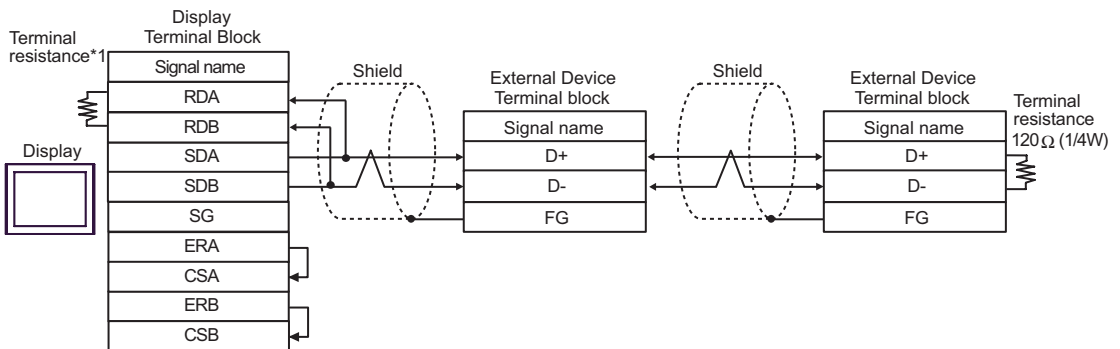 Display
Terminal Block
Terminal
resistance*1
Signal name
RDA
RDB
SDA
SDB
SG
ERA
CSA
ERB
CSB
Display
Shield
External Device
Terminal block
Signal name
D+
D-
FG
Shield
External Device
Terminal block
Signal name
D+
D-
FG
Terminal
resistance
120Ω (1/4W)